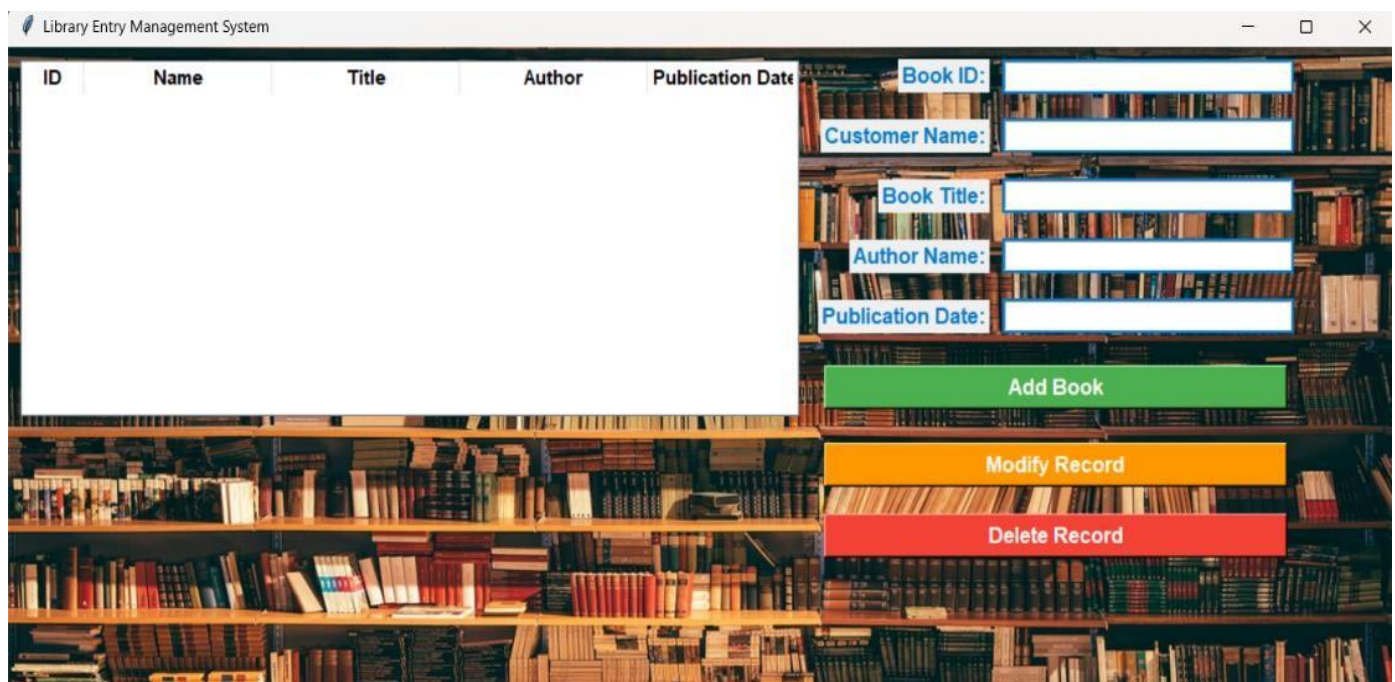 Library Entry Management System
ID Name Title Author Publication Date
Book ID:
Customer Name:
Book Title:
Author Name:
Publication Date:
Add Book
Modify Record
Delete Record